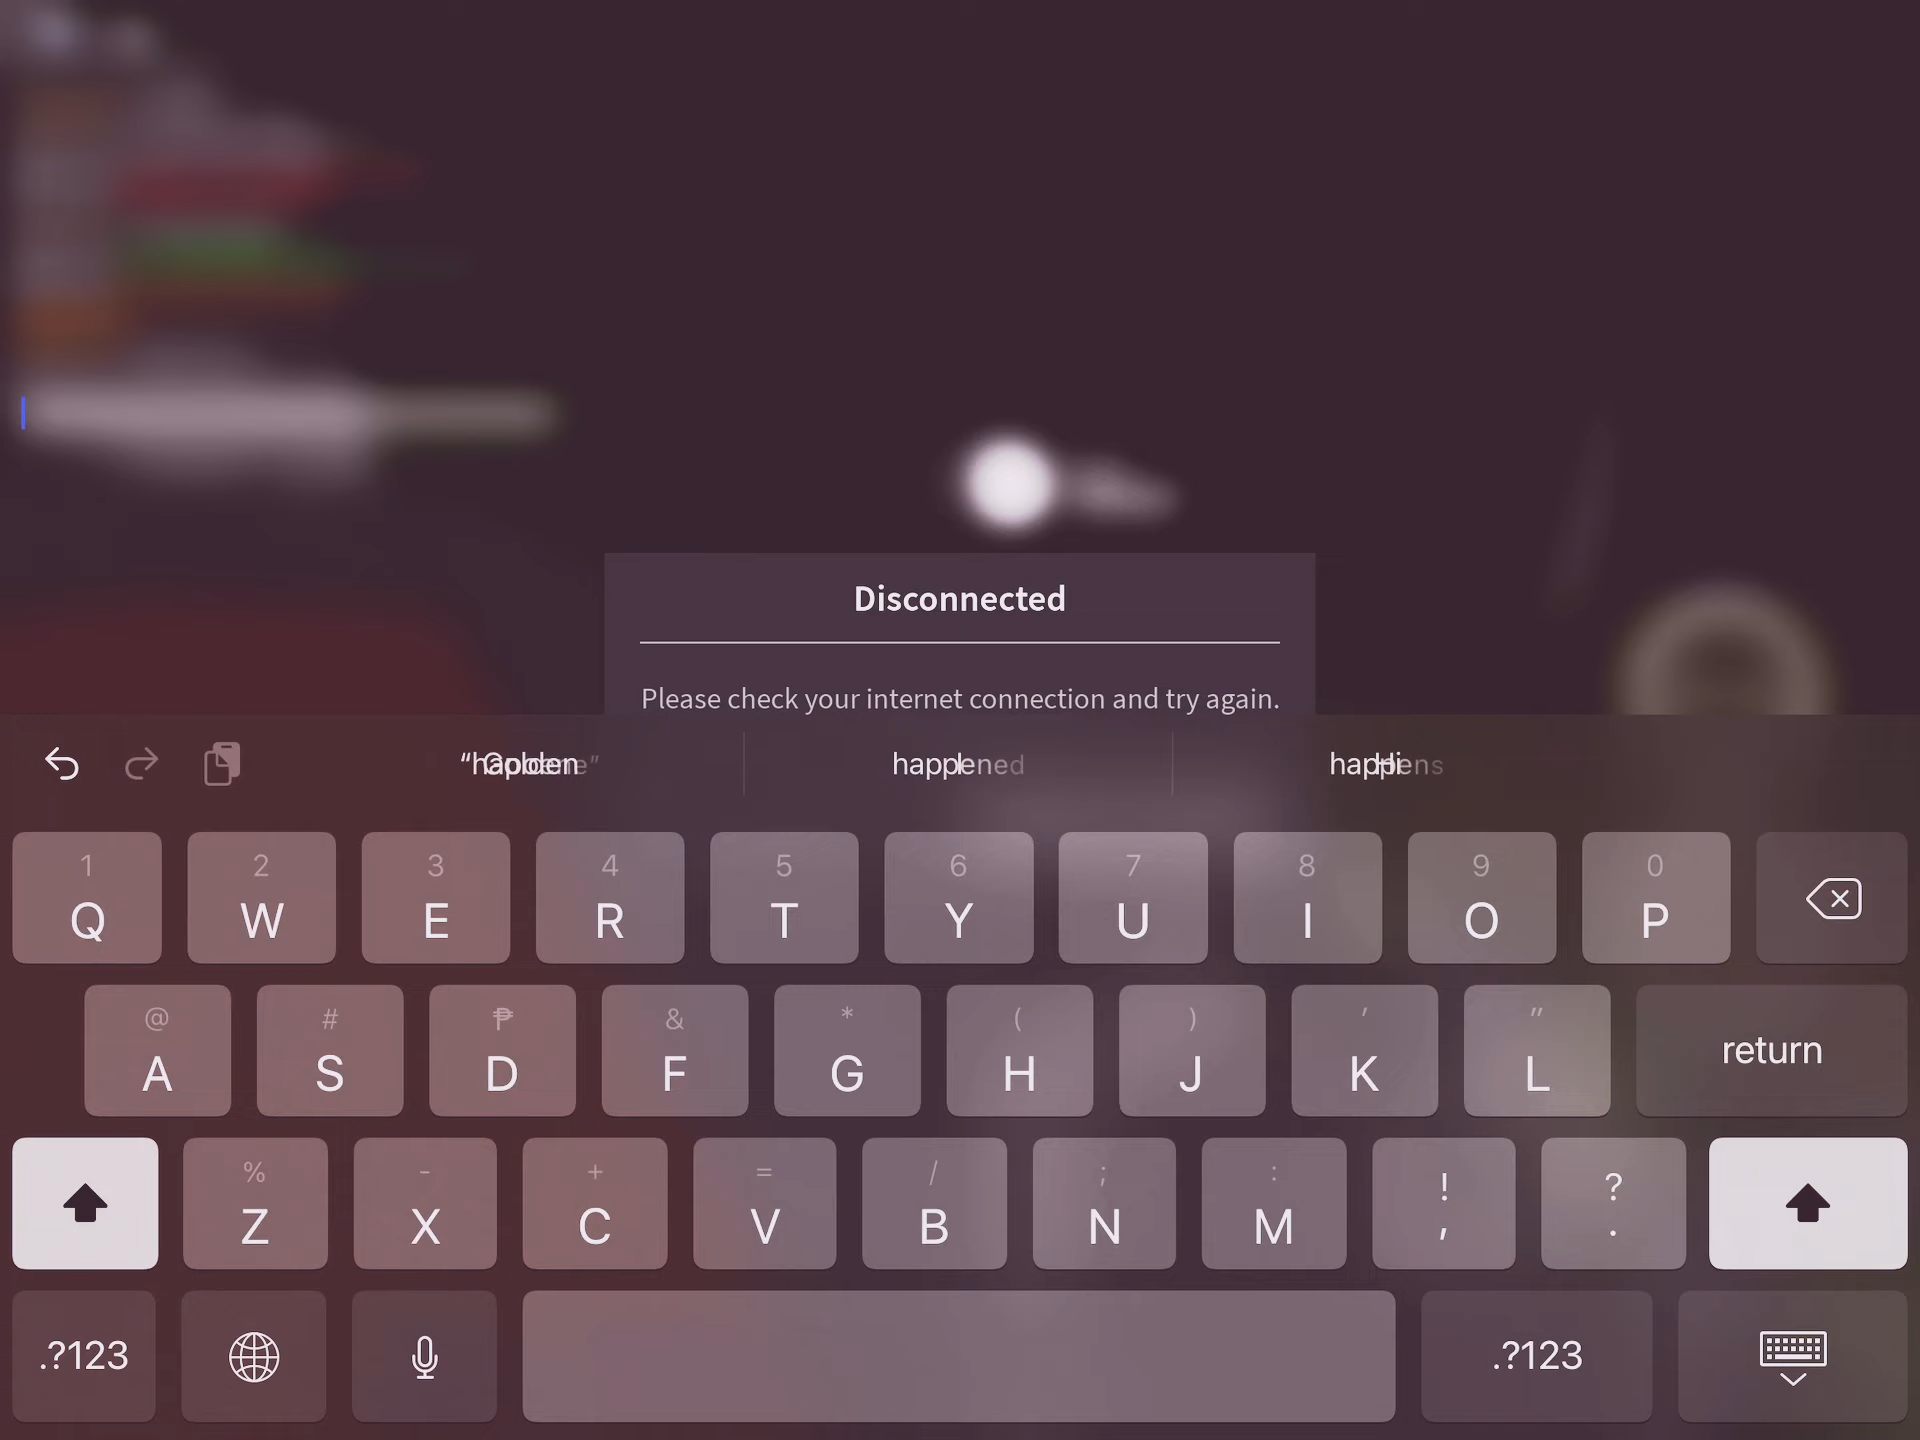 Disconnected
Please check your internet connection and try again.
1 2 3 4 5 6 7 8 9 0
Q W E R T Y U I O P
@ # ₱ & * ( ) ' "
A S D F G H J K L return
% - + = / ; : ! ?
Z X C V B N M , .
.?123 .?123